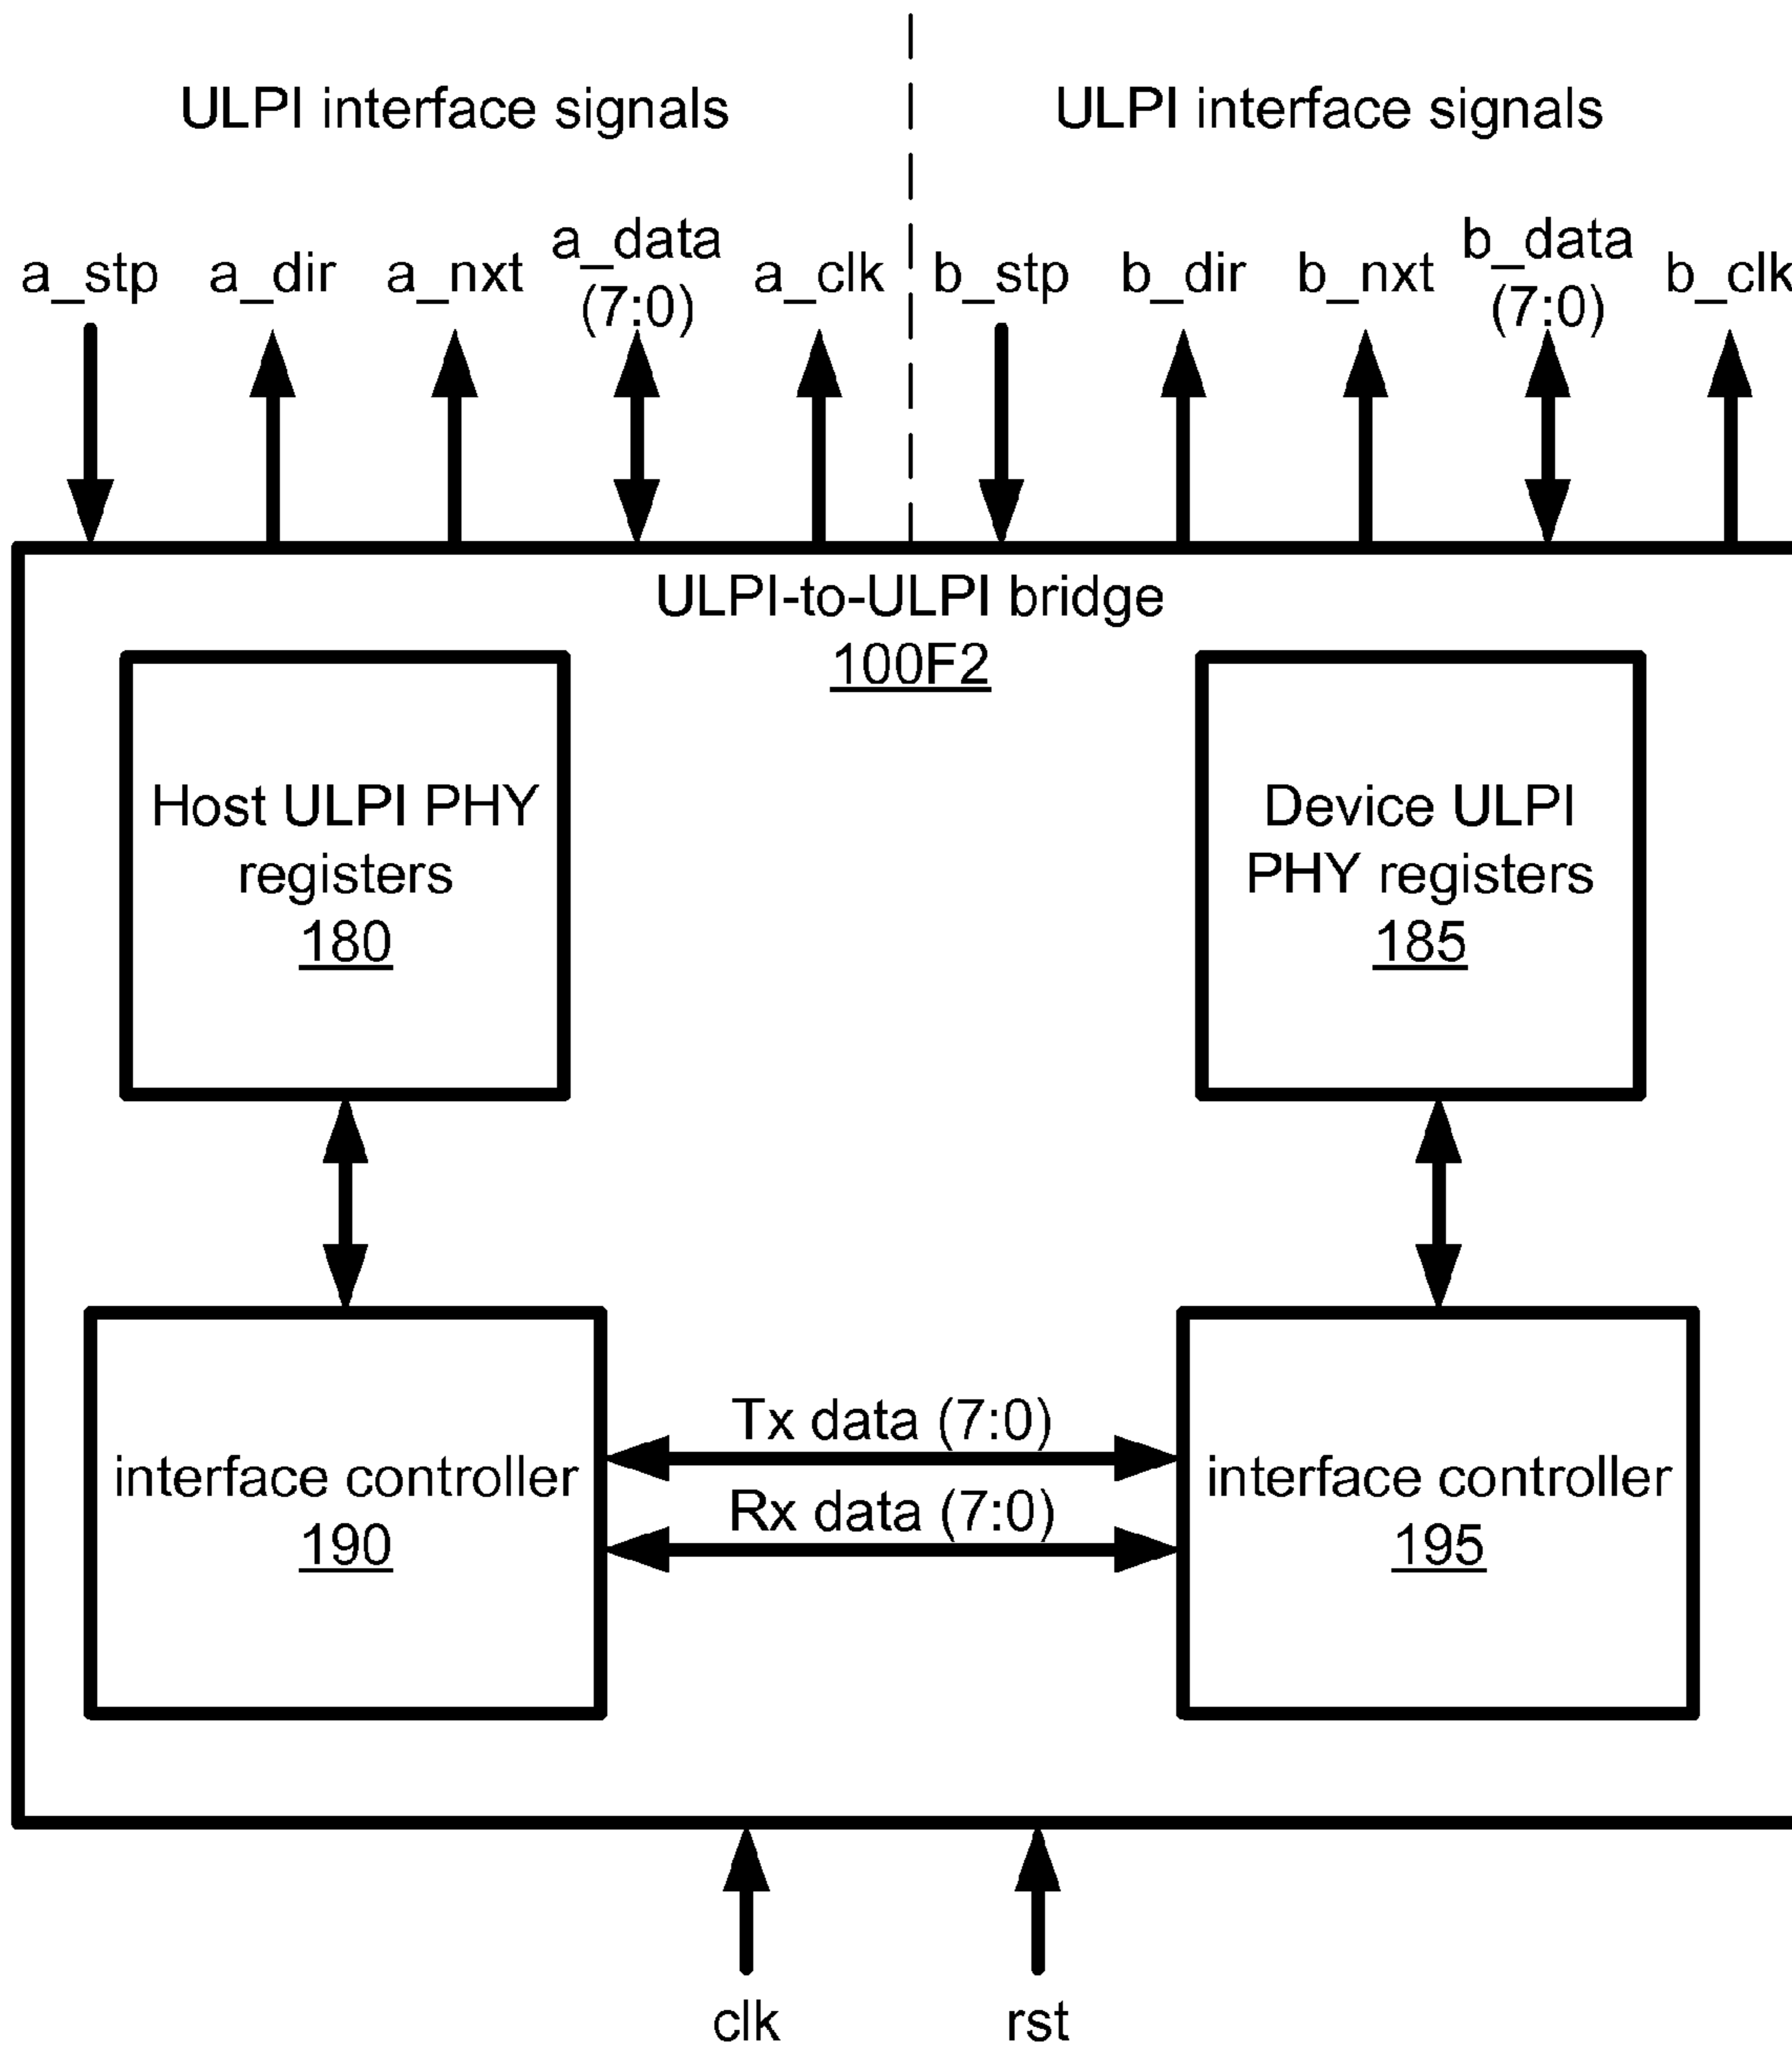 ULPI interface signals
ULPI interface signals
a_stp
a_dir
a_nxt
a_data
(7:0)
a_clk
b_stp
b_dir
b_nxt
b_data
(7:0)
b_clk
ULPI-to-ULPI bridge
100F2
Host ULPI PHY
registers
180
Device ULPI
PHY registers
185
interface controller
190
Tx data (7:0)
Rx data (7:0)
interface controller
195
clk
rst